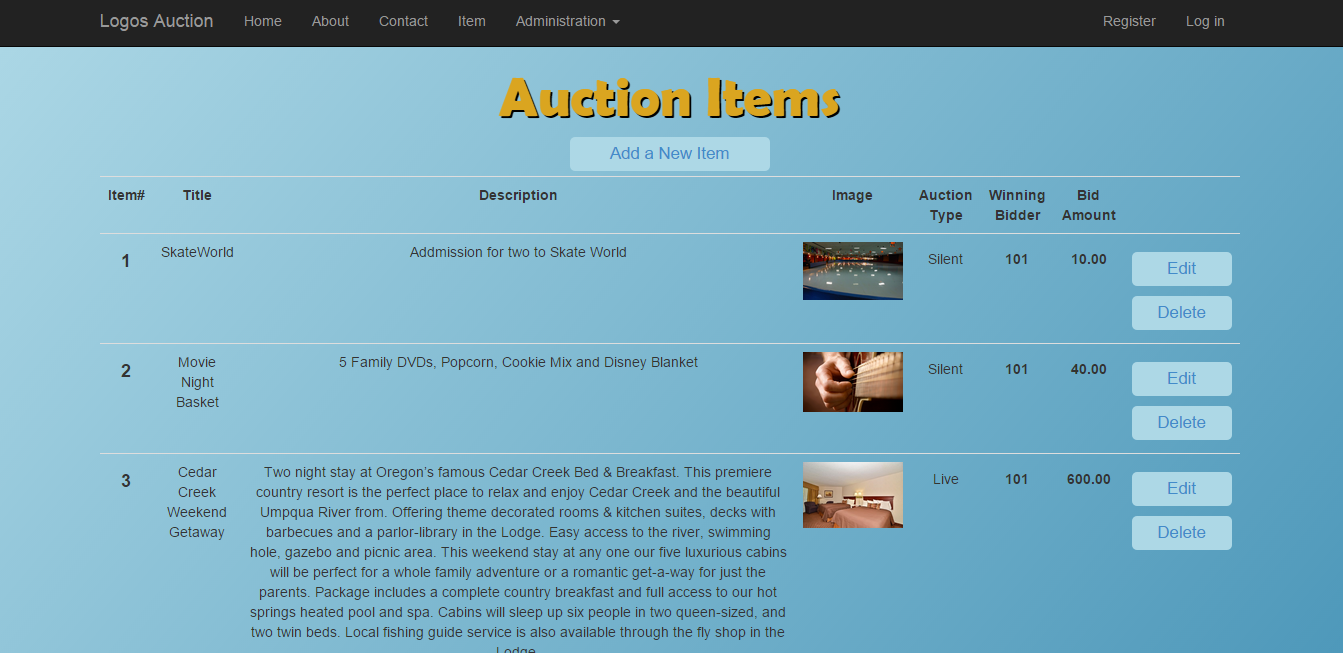 Logos Auction Home About Contact Item Administration Register Log in
Auction Items
Add a New Item
Item# Title Description Image Auction Type Winning Bidder Bid Amount
1 SkateWorld Addmission for two to Skate World Silent 101 10.00
Edit
Delete
2 Movie Night Basket 5 Family DVDs, Popcorn, Cookie Mix and Disney Blanket Silent 101 40.00
Edit
Delete
3 Cedar Creek Weekend Getaway
Two night stay at Oregon’s famous Cedar Creek Bed & Breakfast. This premiere
country resort is the perfect place to relax and enjoy Cedar Creek and the beautiful
Umpqua River from. Offering theme decorated rooms & kitchen suites, decks with
barbecues and a parlor-library in the Lodge. Easy access to the river, swimming
hole, gazebo and picnic area. This weekend stay at any one our five luxurious cabins
will be perfect for a whole family adventure or a romantic get-a-way for just the
parents. Package includes a complete country breakfast and full access to our hot
springs heated pool and spa. Cabins will sleep up six people in two queen-sized, and
two twin beds. Local fishing guide service is also available through the fly shop in the
Lodge
Live 101 600.00
Edit
Delete